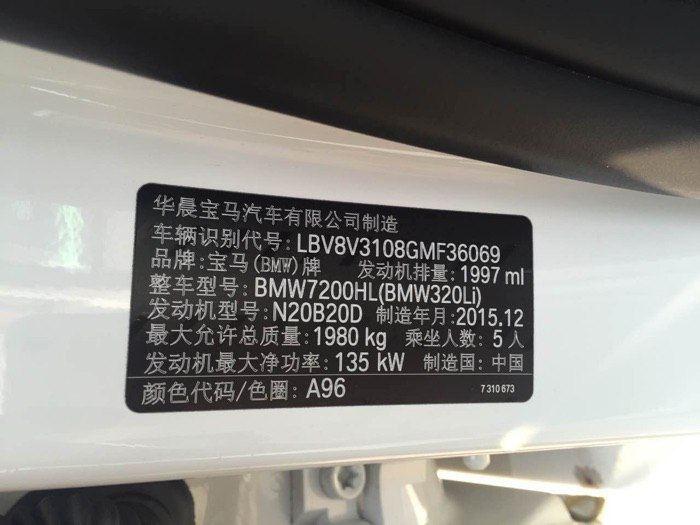 华晨宝马汽车有限公司制造
车辆识别代号: LBV8V3108GMF36069
品牌: 宝马(BMW)牌 发动机排量: 1997 ml
整车型号: BMW7200HL(BMW320Li)
发动机型号: N20B20D 制造年月: 2015.12
最大允许总质量: 1980 kg 乘坐人数: 5 人
发动机最大净功率: 135 kW 制造国: 中国
颜色代码/色圈: A96 7 310 673